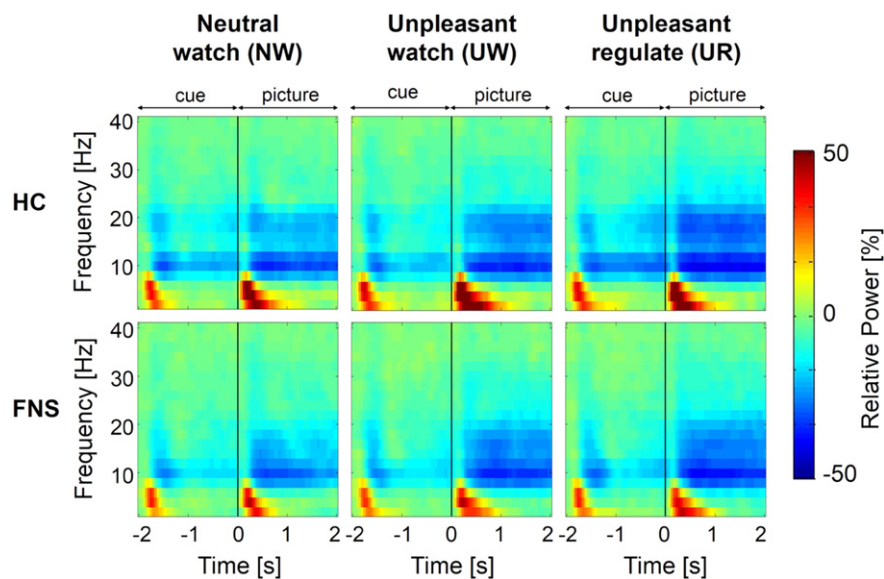 Neutral
watch (NW)
Unpleasant
watch (UW)
Unpleasant
regulate (UR)
cue picture cue picture cue picture
HC
Frequency [Hz]
40
30
20
10
FNS
Frequency [Hz]
40
30
20
10
-2 -1 0 1 2 -2 -1 0 1 2 -2 -1 0 1 2
Time [s] Time [s] Time [s]
50
0
-50
Relative Power [%]